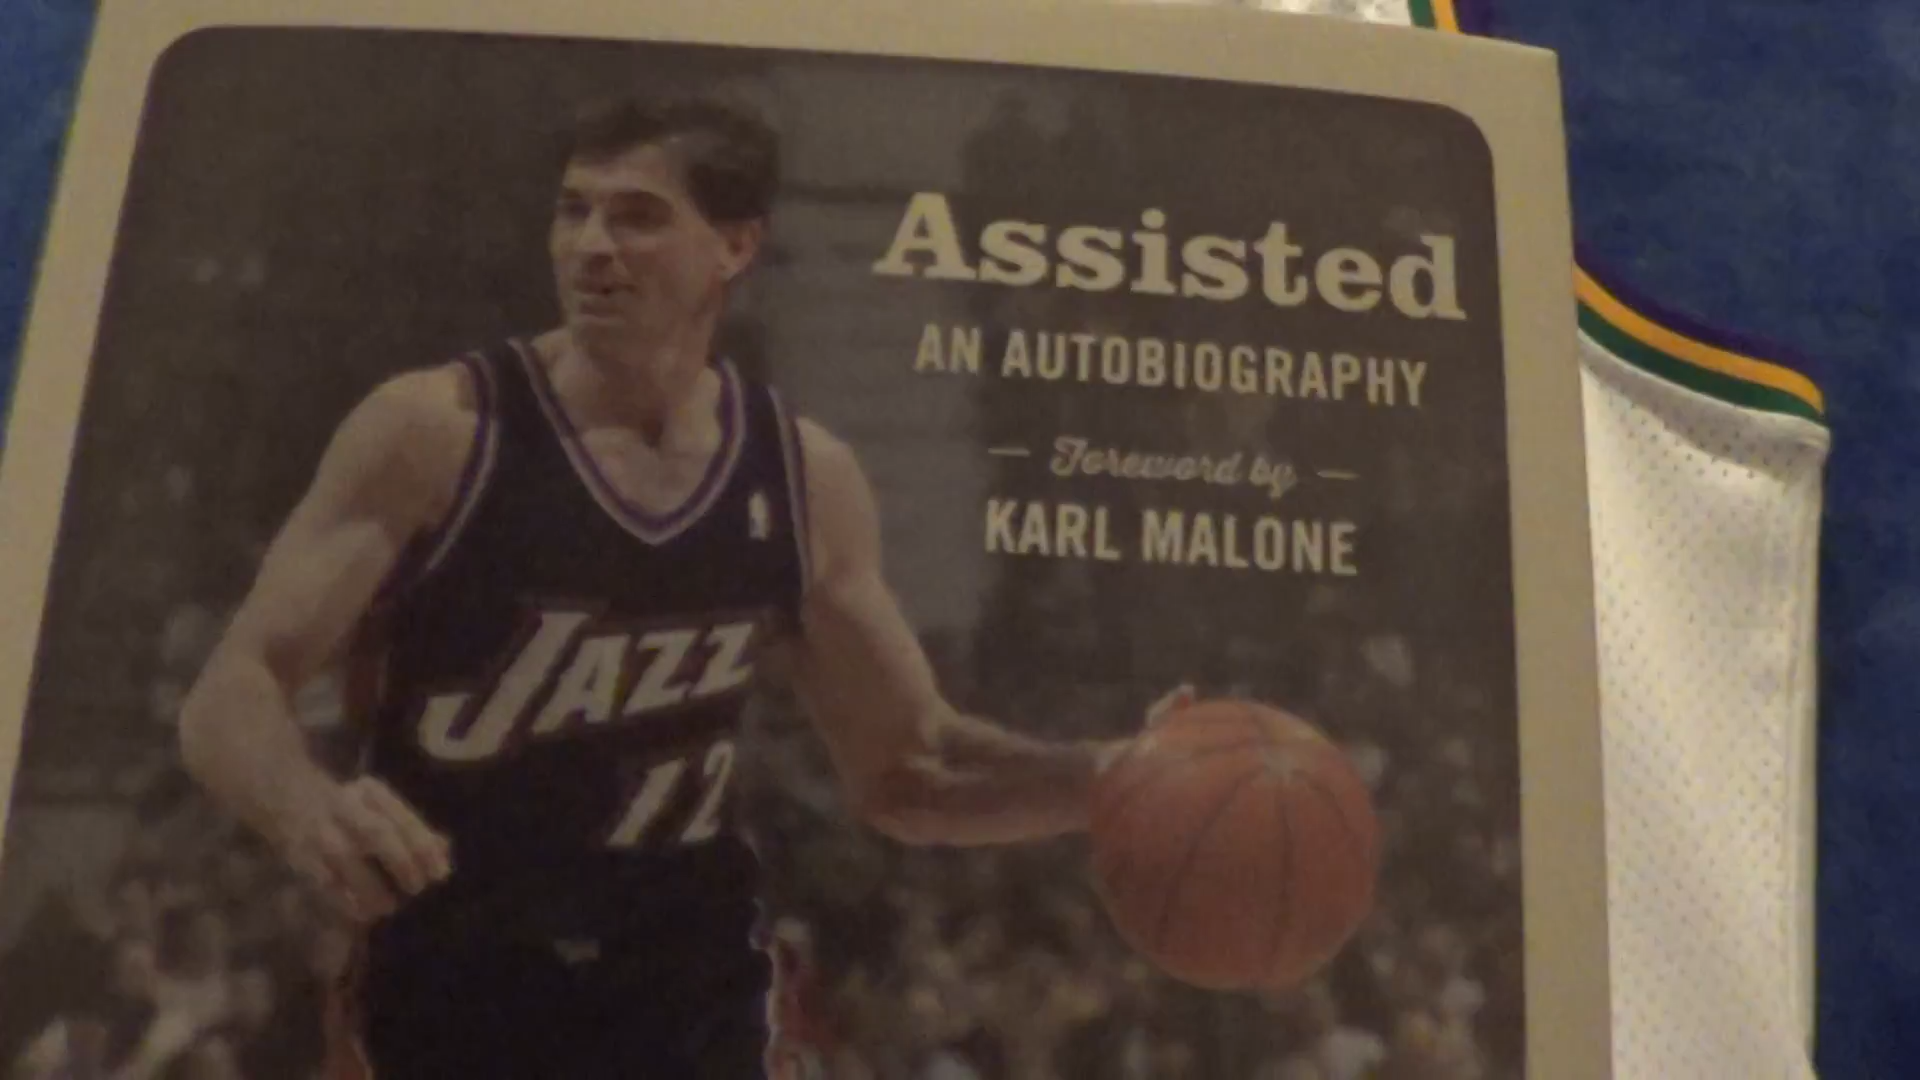 Assisted
AN AUTOBIOGRAPHY
— Foreword by —
KARL MALONE
JAZZ
12